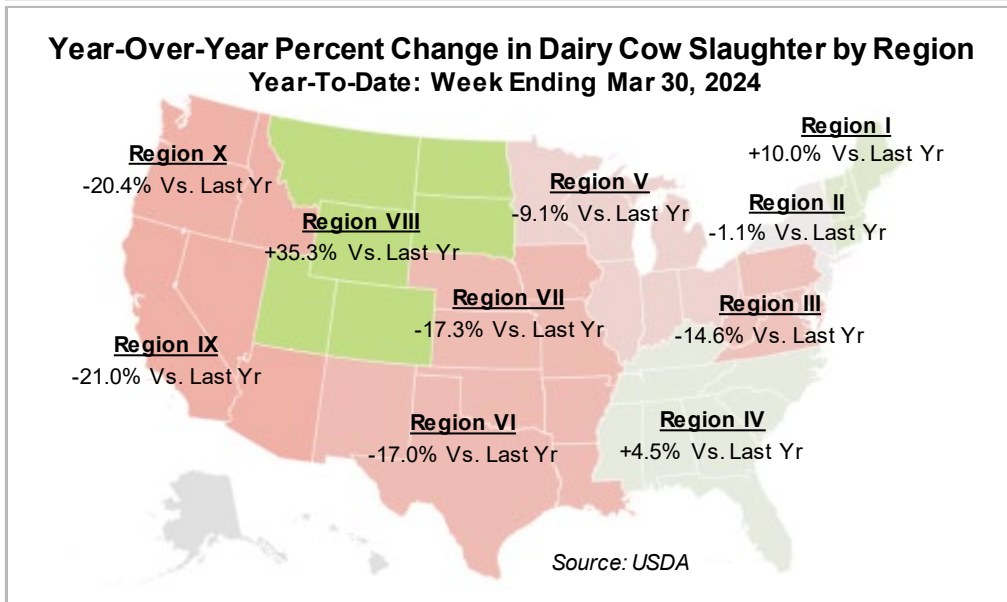 Year-Over-Year Percent Change in Dairy Cow Slaughter by Region
Year-To-Date: Week Ending Mar 30, 2024
Region I
+10.0% Vs. Last Yr
Region X
-20.4% Vs. Last Yr
Region V
-9.1% Vs. Last Yr
Region II
-1.1% Vs. Last Yr
Region VIII
+35.3% Vs. Last Yr
Region VII
-17.3% Vs. Last Yr
Region III
-14.6% Vs. Last Yr
Region IX
-21.0% Vs. Last Yr
Region VI
-17.0% Vs. Last Yr
Region IV
+4.5% Vs. Last Yr
Source: USDA